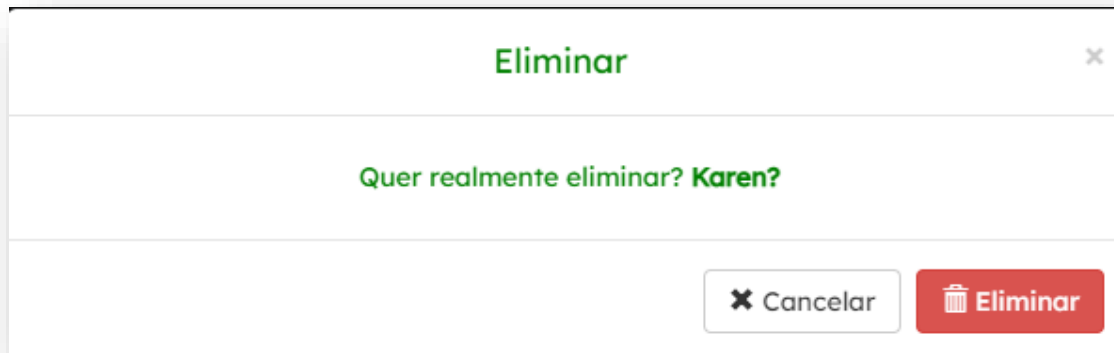 Eliminar
×
Quer realmente eliminar? Karen?
✖ Cancelar
Eliminar